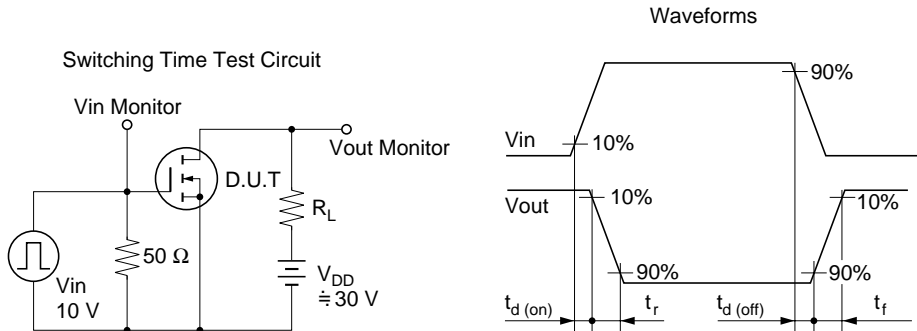 Switching Time Test Circuit
Vin Monitor
Vout Monitor
D.U.T
R_L
50 Ω
Vin
10 V
V_DD
≒ 30 V
Waveforms
90%
Vin
10%
Vout
10%
10%
90%
90%
t_d (on)
t_r
t_d (off)
t_f